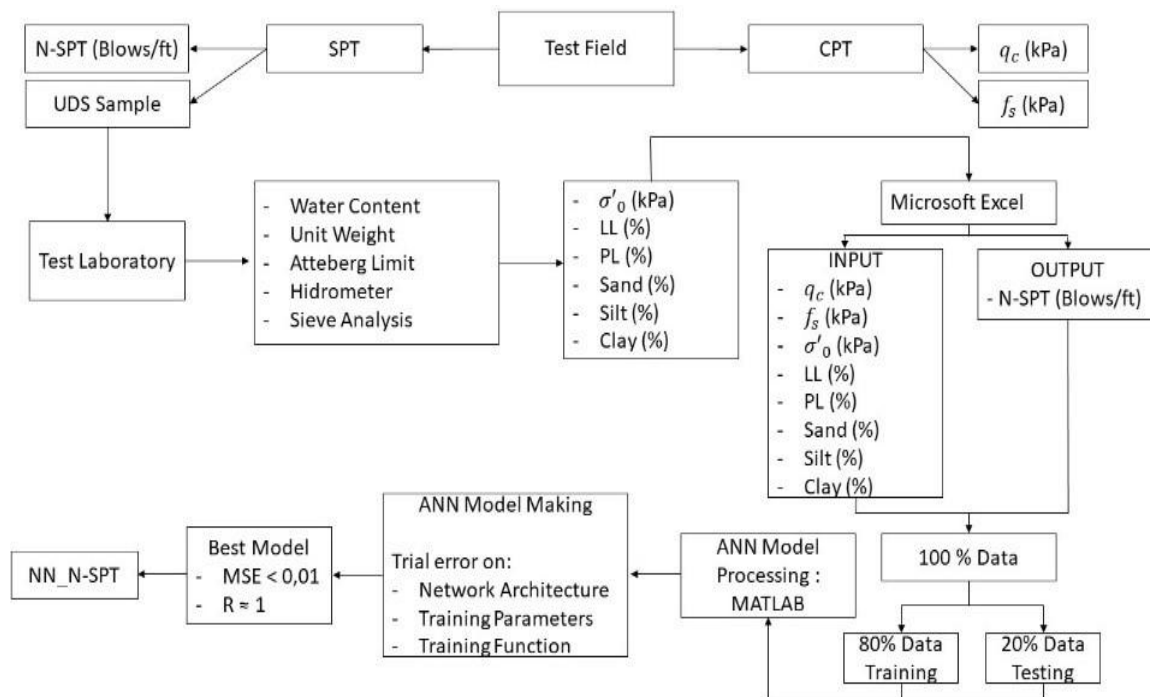 N-SPT (Blows/ft)
SPT
Test Field
CPT
q_c (kPa)
UDS Sample
f_s (kPa)
Test Laboratory
- Water Content
- Unit Weight
- Atteberg Limit
- Hidrometer
- Sieve Analysis
- σ'_0 (kPa)
- LL (%)
- PL (%)
- Sand (%)
- Silt (%)
- Clay (%)
Microsoft Excel
INPUT
- q_c (kPa)
- f_s (kPa)
- σ'_0 (kPa)
- LL (%)
- PL (%)
- Sand (%)
- Silt (%)
- Clay (%)
OUTPUT
- N-SPT (Blows/ft)
100 % Data
80% Data
Training
20% Data
Testing
ANN Model
Processing :
MATLAB
ANN Model Making
Trial error on:
- Network Architecture
- Training Parameters
- Training Function
Best Model
- MSE < 0,01
- R ≈ 1
NN_N-SPT